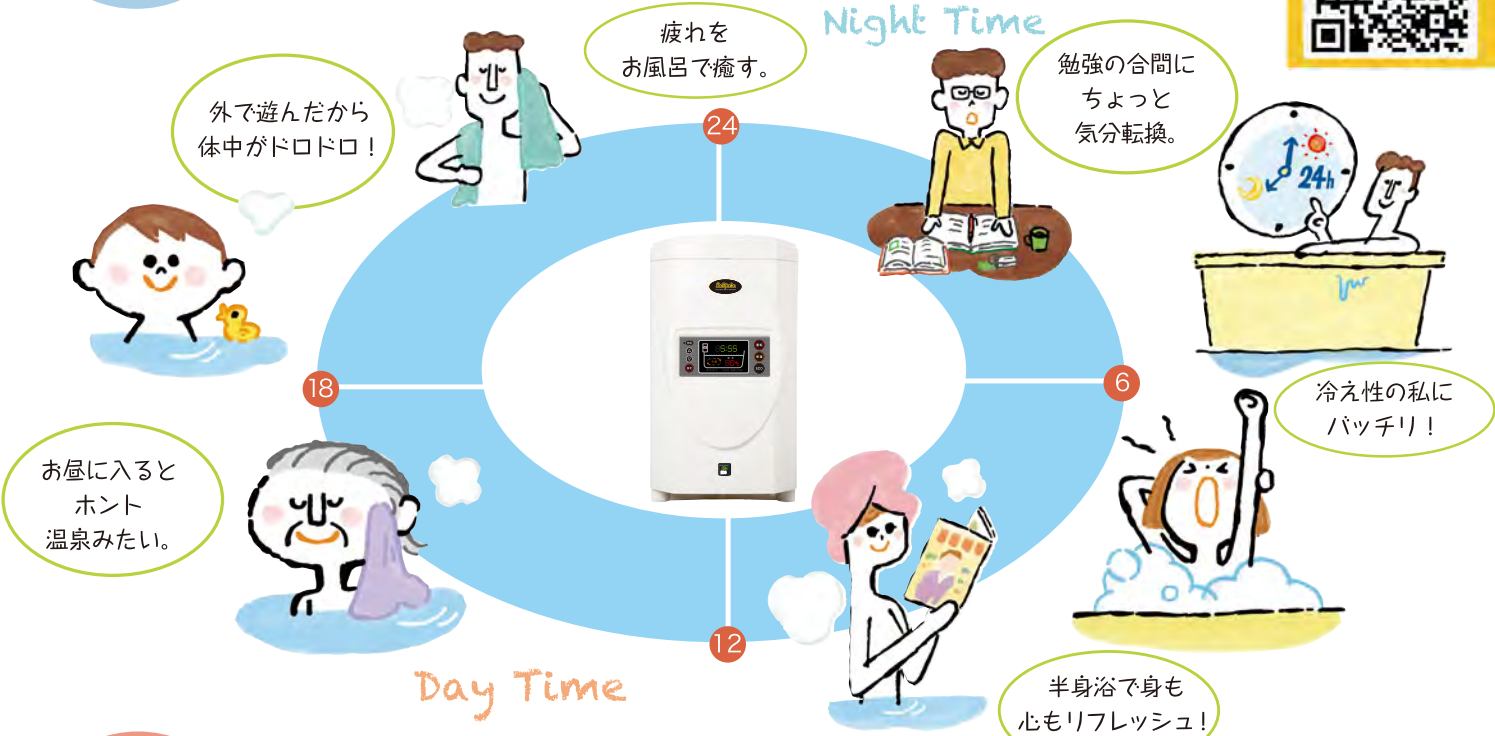 Night Time
疲れを
お風呂で癒す。
勉強の合間に
ちょっと
気分転換。
外で遊んだから
体中がドロドロ！
24
24h
18
6
5:55
冷え性の私に
バッチリ！
お昼に入ると
ホント
温泉みたい。
12
Day Time
半身浴で身も
心もリフレッシュ！